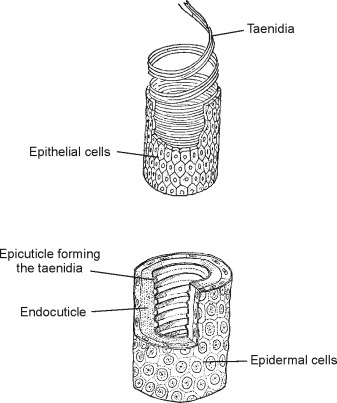 Taenidia
Epithelial cells
Epicuticle forming
the taenidia
Endocuticle
Epidermal cells